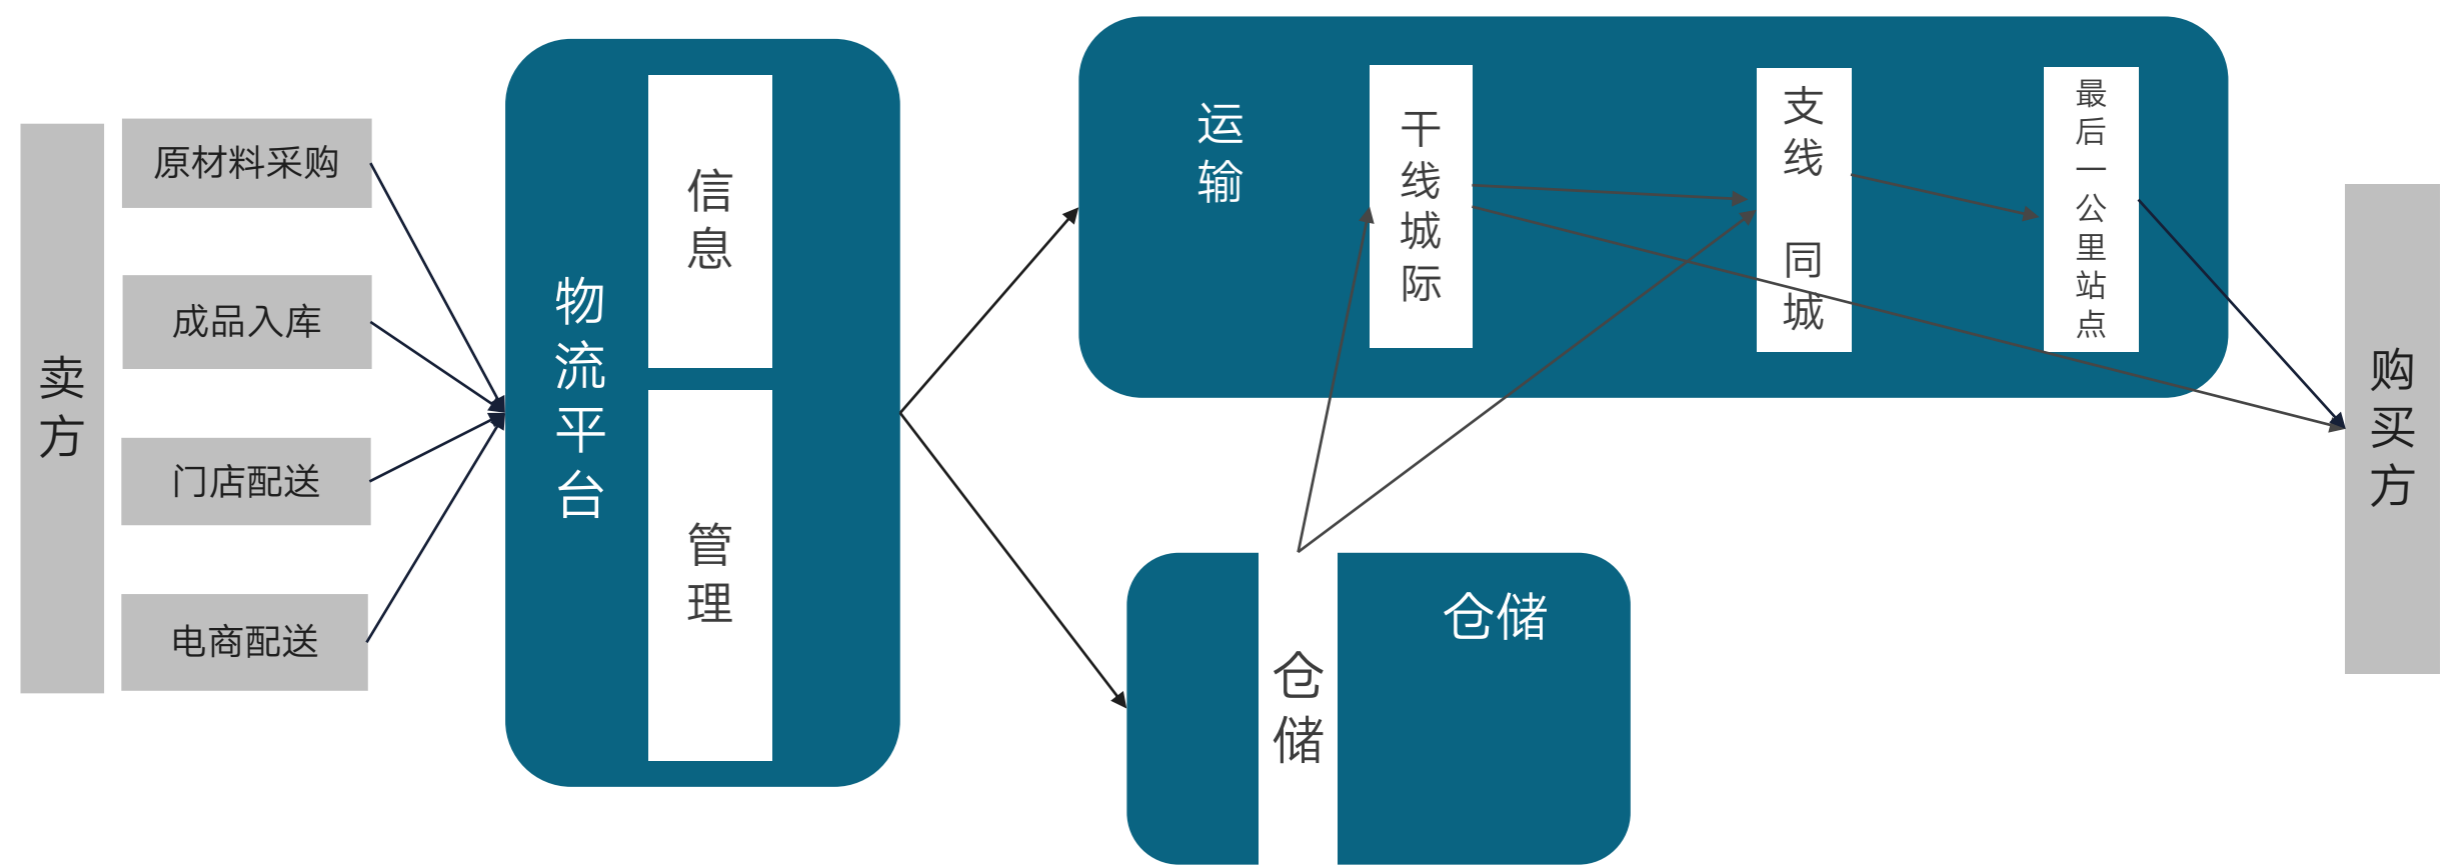 卖方
原材料采购
成品入库
门店配送
电商配送
物流平台
信息
管理
运输
干线城际
支线 同城
最后一公里站点
仓储
仓储
购买方